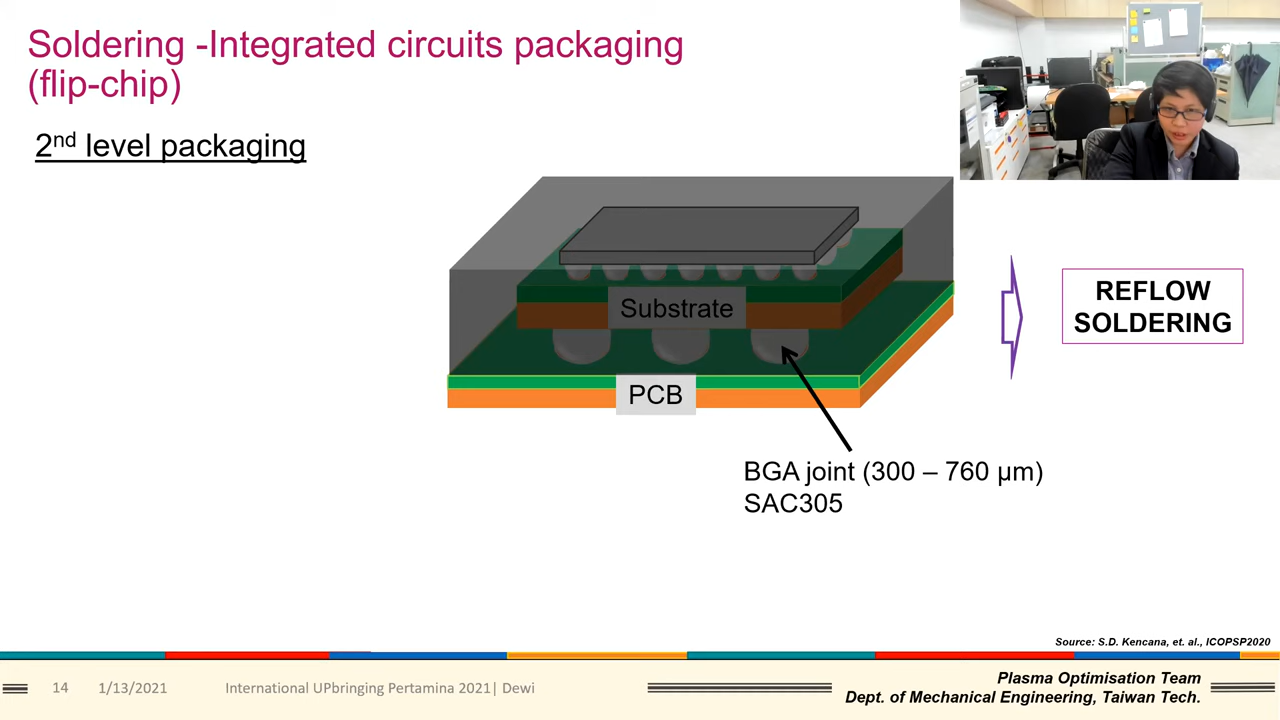 Soldering -Integrated circuits packaging
(flip-chip)
2nd level packaging
Substrate
PCB
REFLOW
SOLDERING
BGA joint (300 – 760 µm)
SAC305
Source: S.D. Kencana, et. al., ICOPSP2020
14 1/13/2021 International UPbringing Pertamina 2021| Dewi
Plasma Optimisation Team
Dept. of Mechanical Engineering, Taiwan Tech.